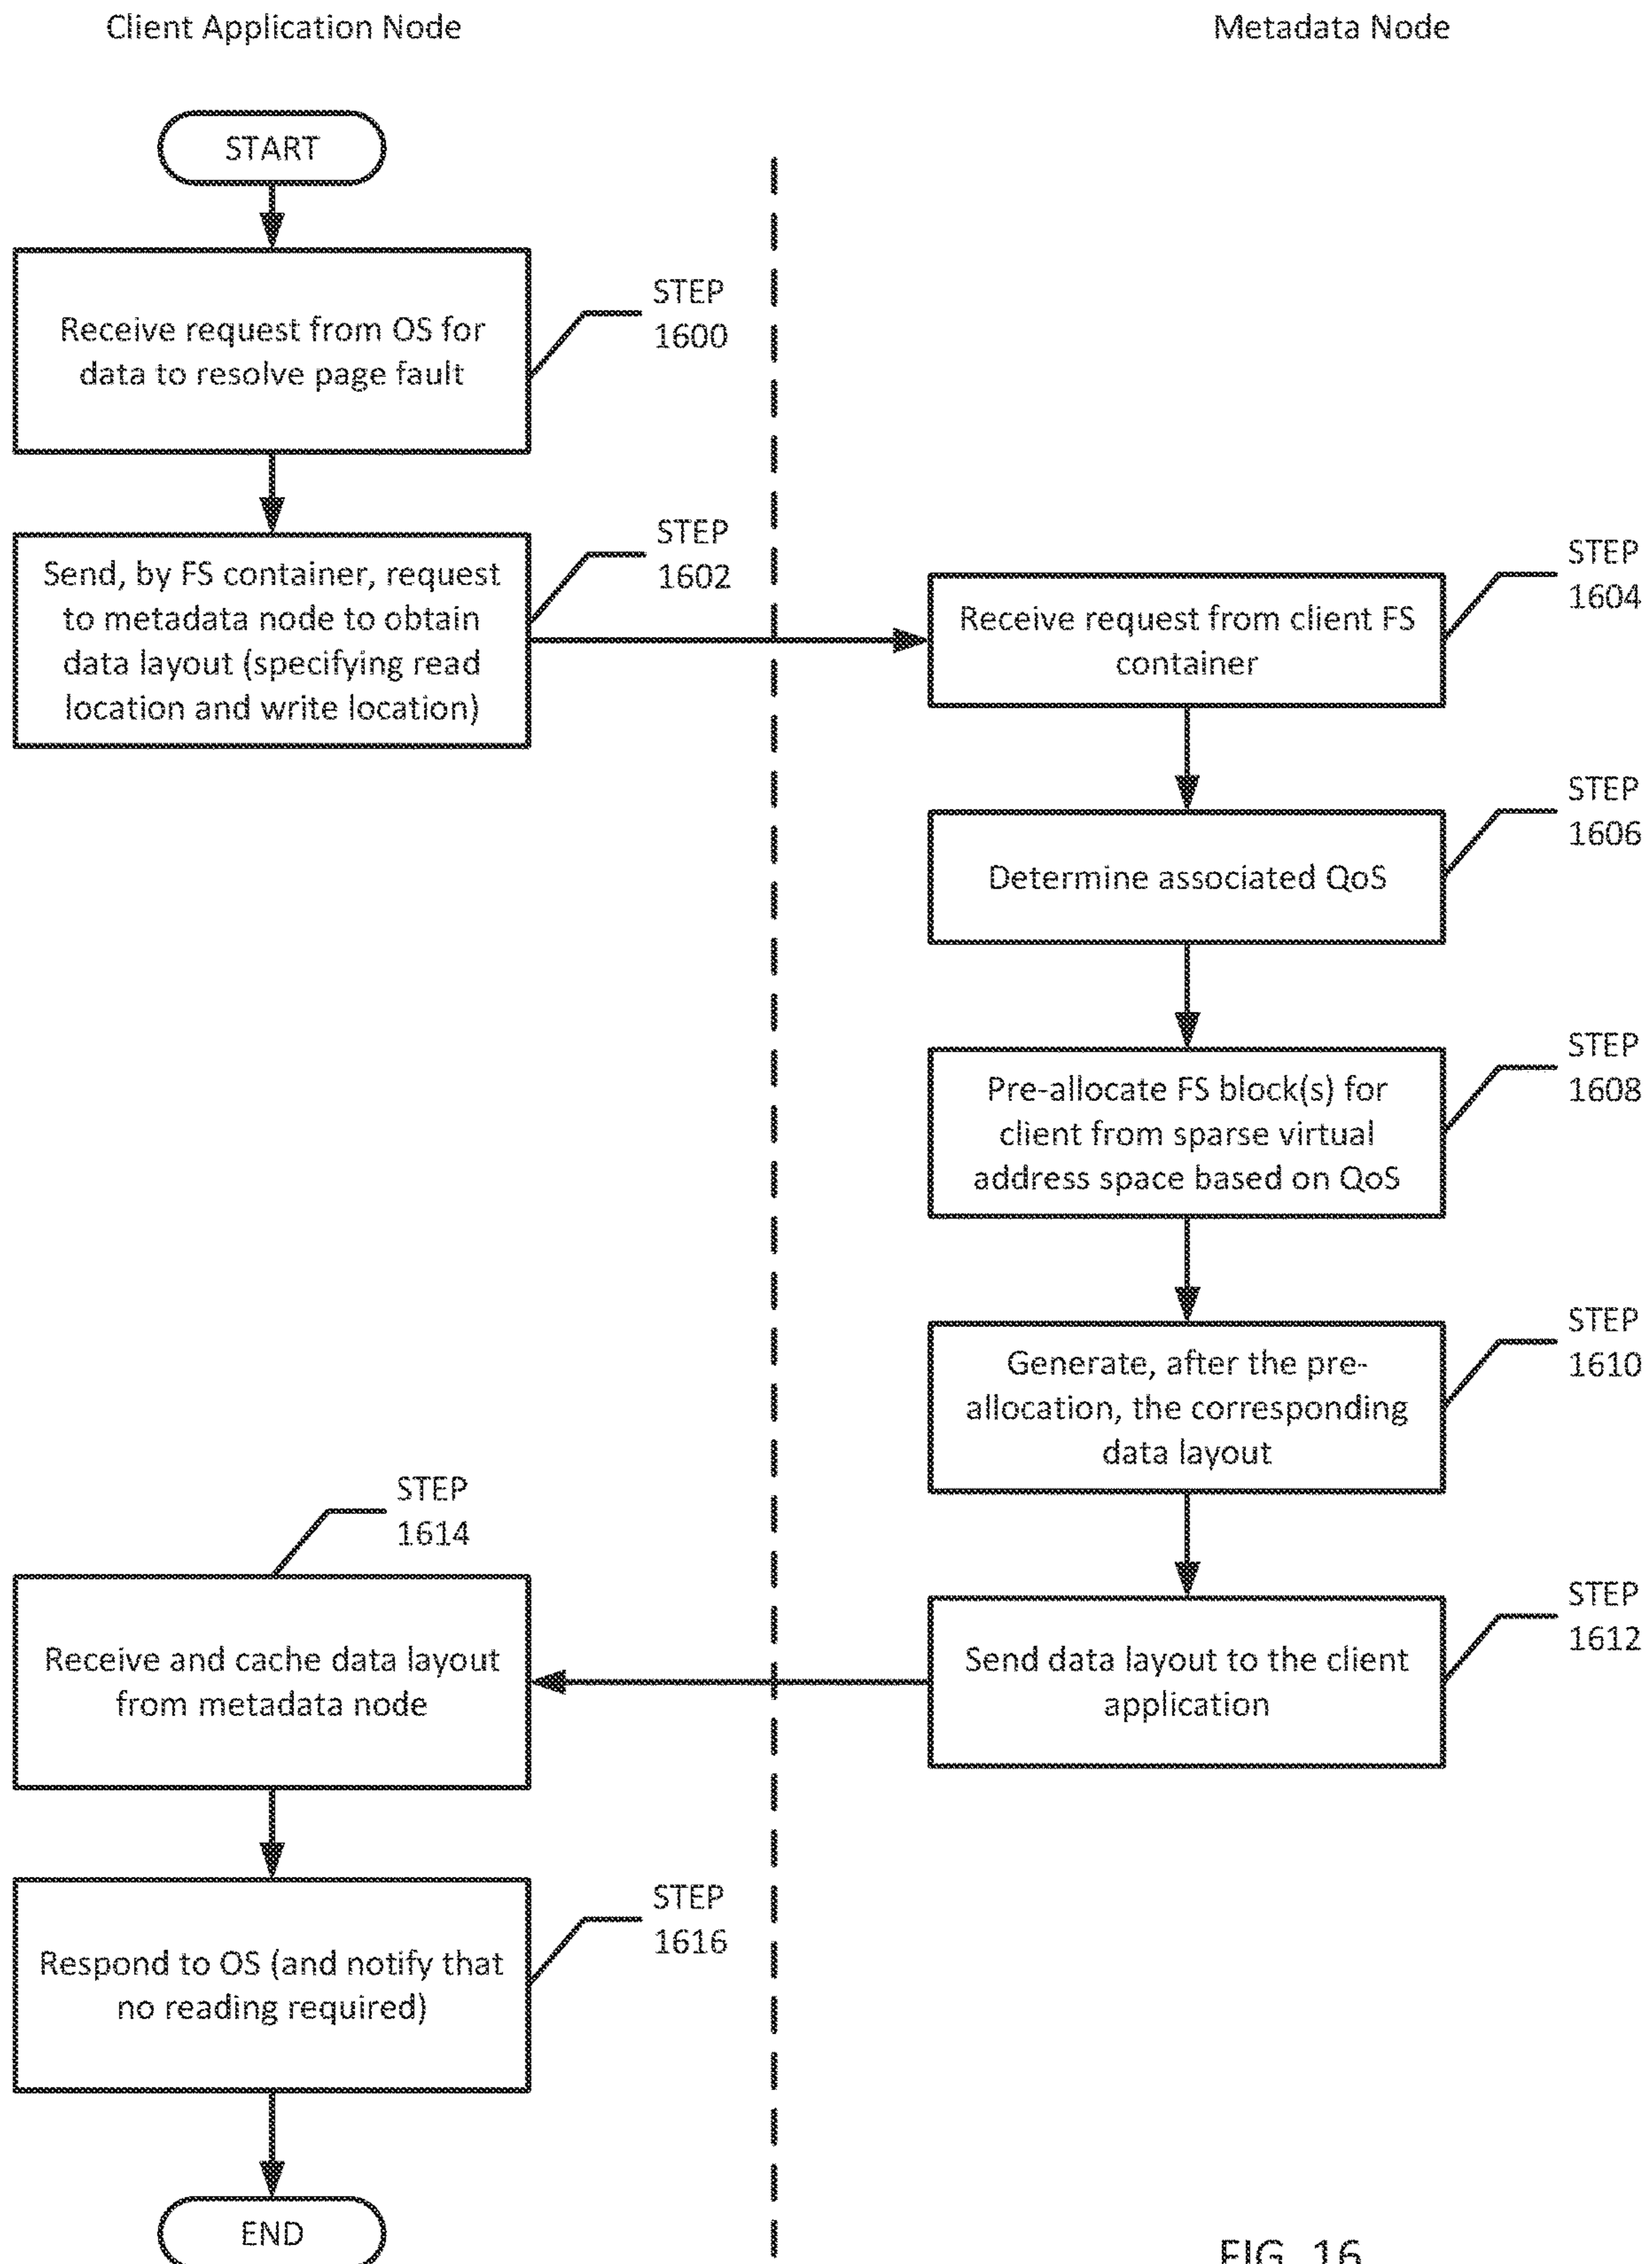 Client Application Node
Metadata Node
START
Receive request from OS for
data to resolve page fault
STEP
1600
Send, by FS container, request
to metadata node to obtain
data layout (specifying read
location and write location)
STEP
1602
Receive request from client FS
container
STEP
1604
Determine associated QoS
STEP
1606
Pre-allocate FS block(s) for
client from sparse virtual
address space based on QoS
STEP
1608
Generate, after the pre-
allocation, the corresponding
data layout
STEP
1610
Send data layout to the client
application
STEP
1612
STEP
1614
Receive and cache data layout
from metadata node
Respond to OS (and notify that
no reading required)
STEP
1616
END
FIG. 16